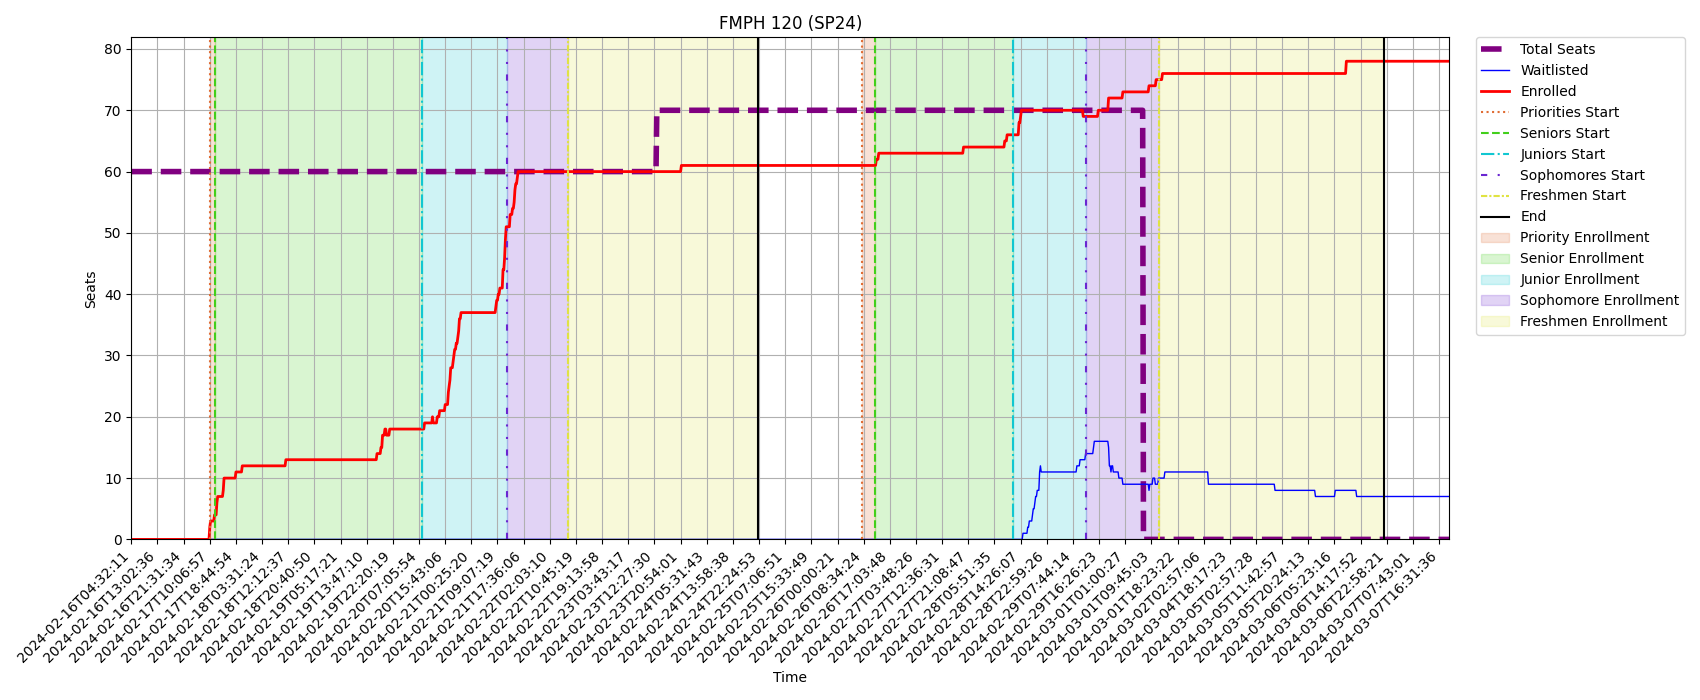 FMPH 120 (SP24)
80
70
60
50
40
30
20
10
0
Seats
2024-02-16T04:32:11
2024-02-16T13:02:36
2024-02-16T21:31:34
2024-02-17T10:06:57
2024-02-17T18:44:54
2024-02-18T03:31:24
2024-02-18T12:12:37
2024-02-18T20:40:50
2024-02-19T05:17:21
2024-02-19T13:47:10
2024-02-19T22:20:19
2024-02-20T07:05:54
2024-02-20T15:43:06
2024-02-21T00:25:20
2024-02-21T09:07:19
2024-02-21T17:36:06
2024-02-22T02:03:10
2024-02-22T10:45:19
2024-02-22T19:13:58
2024-02-23T03:43:17
2024-02-23T12:27:30
2024-02-23T20:54:01
2024-02-24T05:31:43
2024-02-24T13:58:38
2024-02-24T22:24:53
2024-02-25T07:06:51
2024-02-25T15:33:49
2024-02-26T00:00:21
2024-02-26T08:34:24
2024-02-26T17:03:48
2024-02-27T03:48:26
2024-02-27T12:36:31
2024-02-27T21:08:47
2024-02-28T05:51:35
2024-02-28T14:26:07
2024-02-28T22:59:26
2024-02-29T07:44:14
2024-02-29T16:26:23
2024-03-01T01:00:27
2024-03-01T09:45:03
2024-03-01T18:23:22
2024-03-02T02:57:06
2024-03-04T18:17:23
2024-03-05T02:57:28
2024-03-05T11:42:57
2024-03-05T20:24:13
2024-03-06T05:23:16
2024-03-06T14:17:52
2024-03-06T22:58:21
2024-03-07T07:43:01
2024-03-07T16:31:36
Time
Total Seats
Waitlisted
Enrolled
Priorities Start
Seniors Start
Juniors Start
Sophomores Start
Freshmen Start
End
Priority Enrollment
Senior Enrollment
Junior Enrollment
Sophomore Enrollment
Freshmen Enrollment